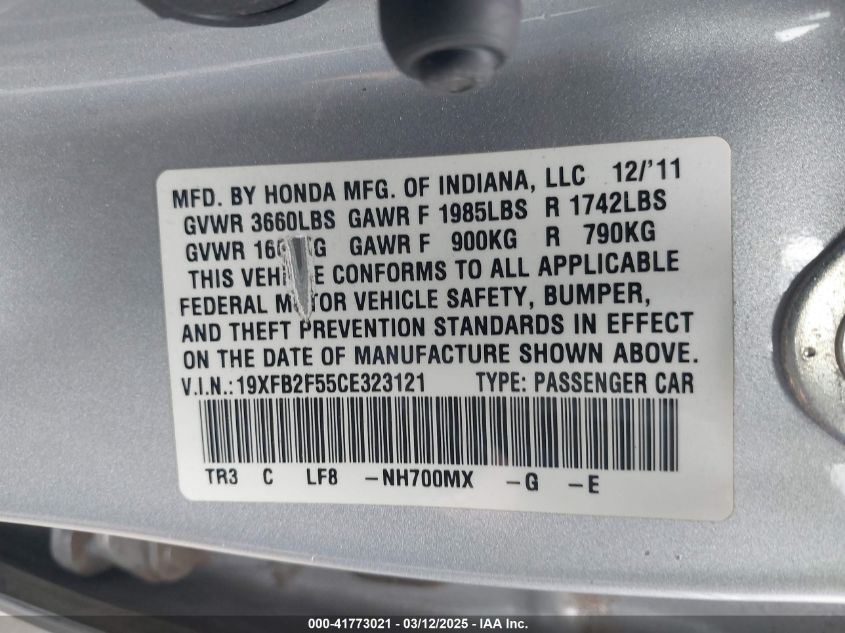 MFD. BY HONDA MFG. OF INDIANA, LLC 12/'11
GVWR 3660LBS GAWR F 1985LBS R 1742LBS
GVWR GAWR F 900KG R 790KG
THIS CONFORMS TO ALL APPLICABLE
FEDERAL VEHICLE SAFETY, BUMPER,
AND THEFT PREVENTION STANDARDS IN EFFECT
ON THE DATE OF MANUFACTURE SHOWN ABOVE.
V.I.N.: 19XFB2F55CE323121 TYPE: PASSENGER CAR
TR3 C LF8 -NH700MX -G -E
000-41773021 - 03/12/2025 - IAA Inc.